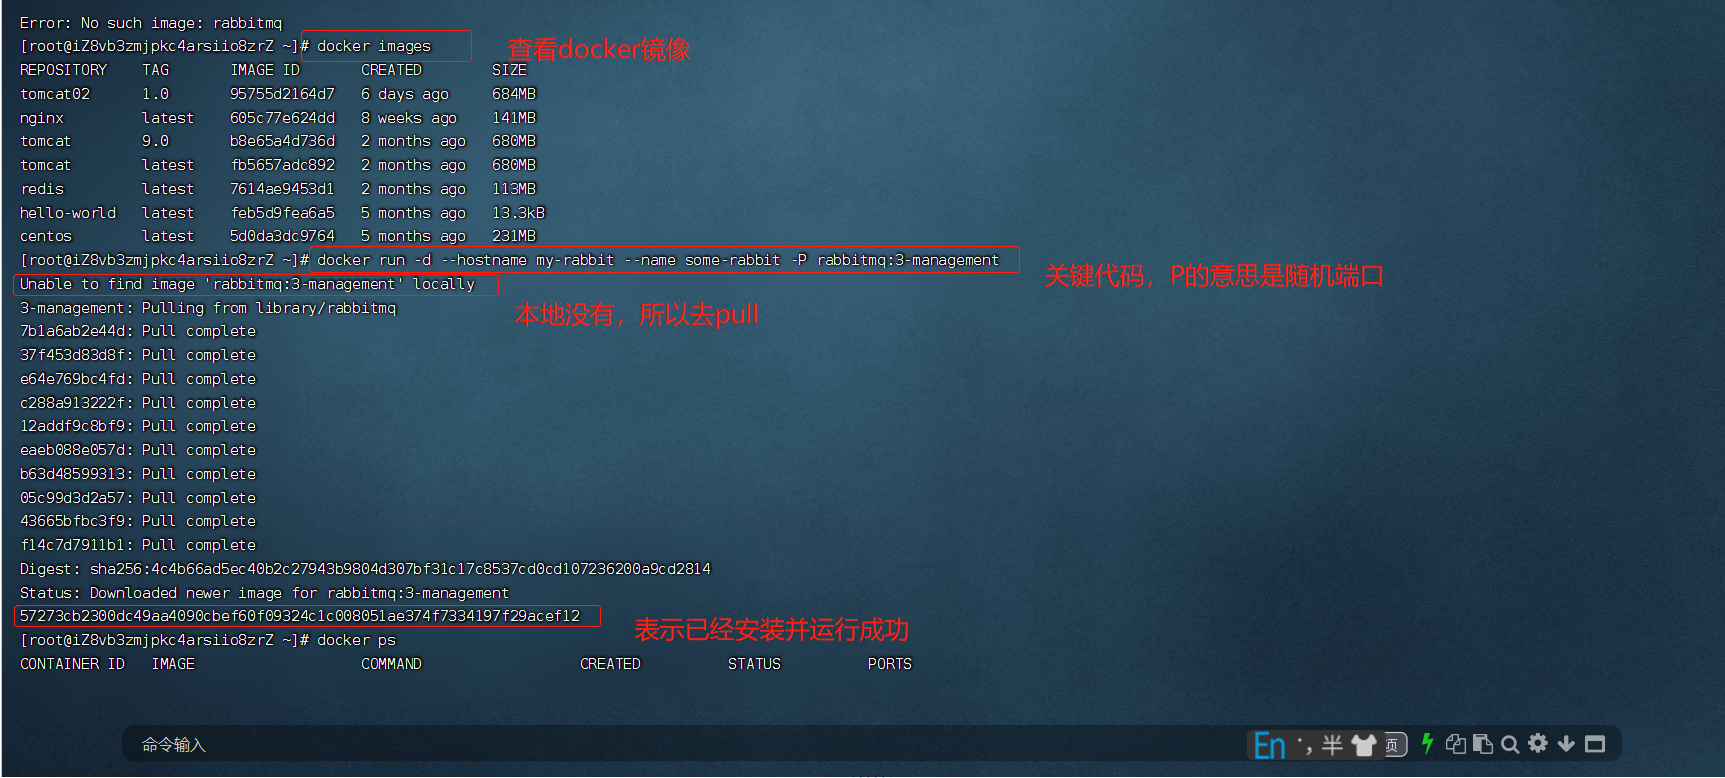 Error: No such image: rabbitmq
[root@iZ8vb3zmjpkc4arsiio8zrZ ~]# docker images
查看docker镜像
REPOSITORY TAG IMAGE ID CREATED SIZE
tomcat02 1.0 95755d2164d7 6 days ago 684MB
nginx latest 605c77e624dd 8 weeks ago 141MB
tomcat 9.0 b8e65a4d736d 2 months ago 680MB
tomcat latest fb5657adc892 2 months ago 680MB
redis latest 7614ae9453d1 2 months ago 113MB
hello-world latest feb5d9fea6a5 5 months ago 13.3kB
centos latest 5d0da3dc9764 5 months ago 231MB
[root@iZ8vb3zmjpkc4arsiio8zrZ ~]# docker run -d --hostname my-rabbit --name some-rabbit -P rabbitmq:3-management
关键代码，P的意思是随机端口
Unable to find image 'rabbitmq:3-management' locally
3-management: Pulling from library/rabbitmq
本地没有，所以去pull
7b1a6ab2e44d: Pull complete
37f453d83d8f: Pull complete
e64e769bc4fd: Pull complete
c288a913222f: Pull complete
12addf9c8bf9: Pull complete
eaeb088e057d: Pull complete
b63d48599313: Pull complete
05c99d3d2a57: Pull complete
43665bfbc3f9: Pull complete
f14c7d7911b1: Pull complete
Digest: sha256:4c4b66ad5ec40b2c27943b9804d307bf31c17c8537cd0cd107236200a9cd2814
Status: Downloaded newer image for rabbitmq:3-management
57273cb2300dc49aa4090cbef60f09324c1c008051ae374f7334197f29acef12
表示已经安装并运行成功
[root@iZ8vb3zmjpkc4arsiio8zrZ ~]# docker ps
CONTAINER ID IMAGE COMMAND CREATED STATUS PORTS
命令输入
En 半